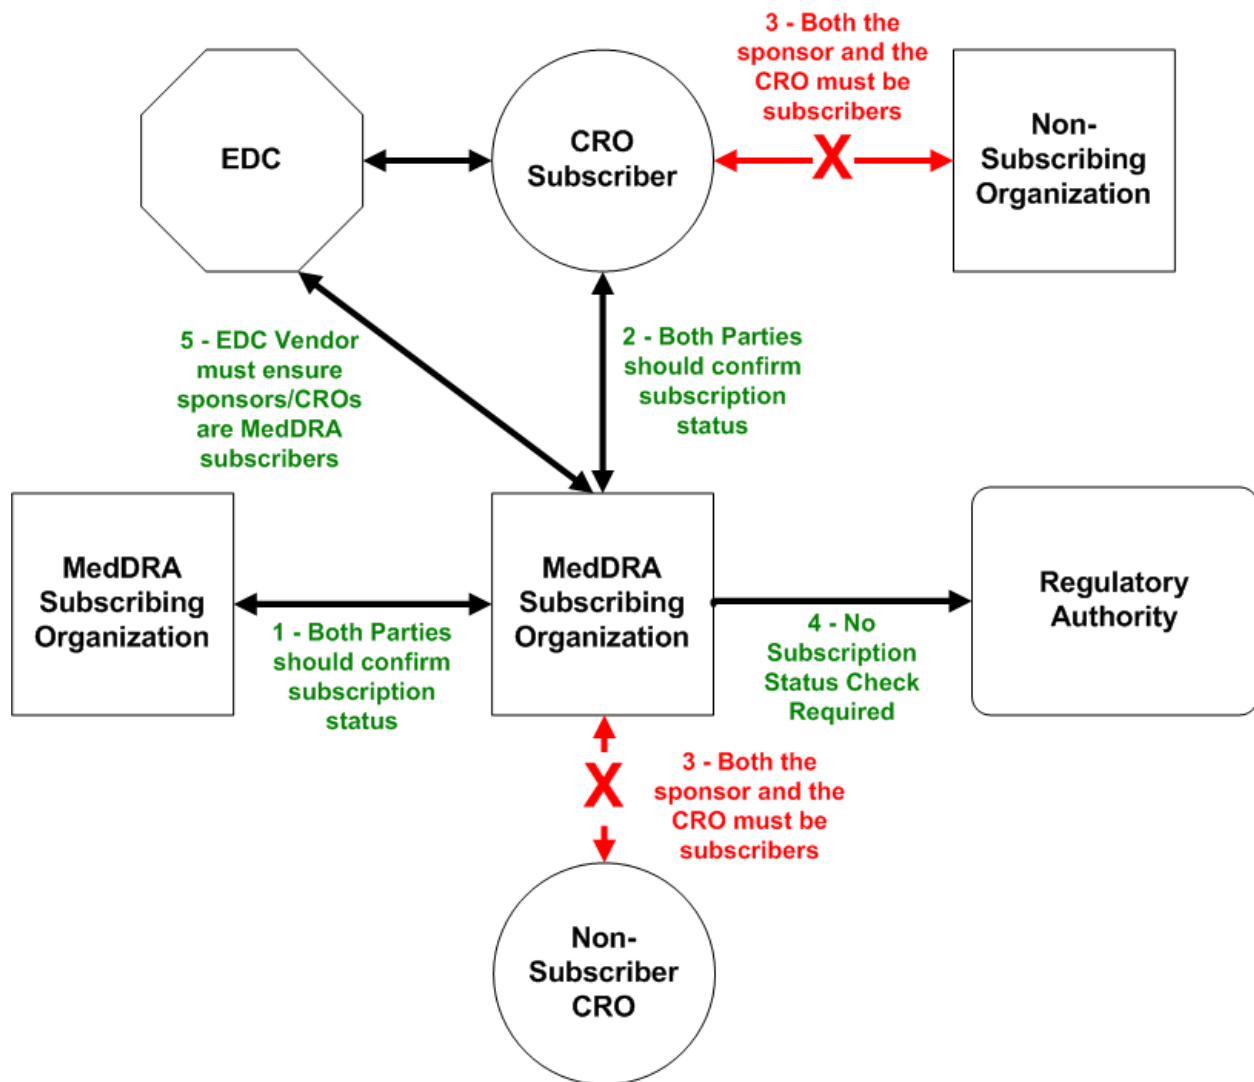 3 - Both the
sponsor and the
CRO must be
subscribers
EDC
CRO
Subscriber
X
Non-
Subscribing
Organization
5 - EDC Vendor
must ensure
sponsors/CROs
are MedDRA
subscribers
2 - Both Parties
should confirm
subscription
status
MedDRA
Subscribing
Organization
1 - Both Parties
should confirm
subscription
status
MedDRA
Subscribing
Organization
4 - No
Subscription
Status Check
Required
Regulatory
Authority
X
3 - Both the
sponsor and the
CRO must be
subscribers
Non-
Subscriber
CRO